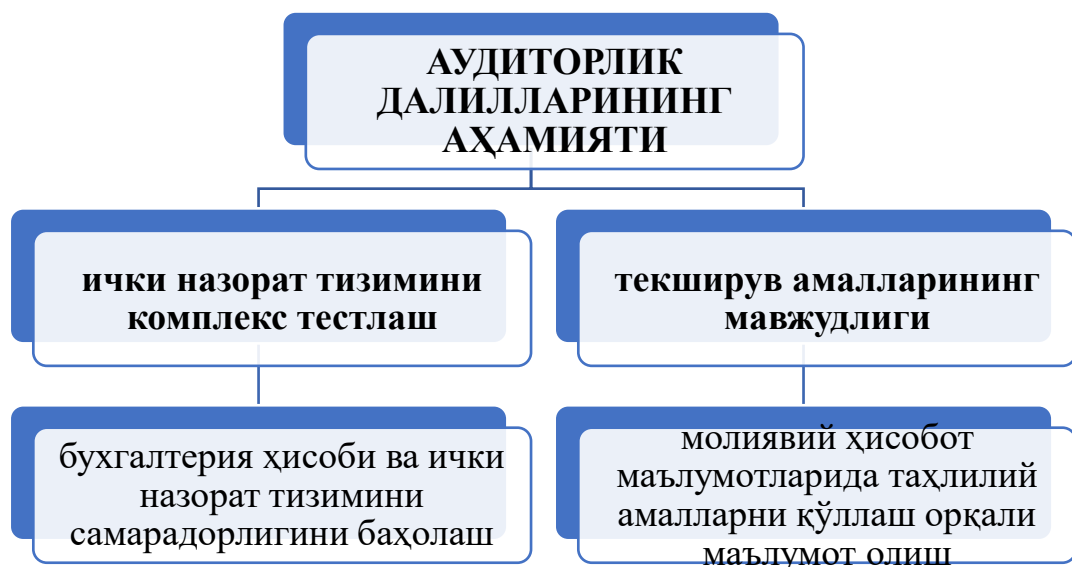 АУДИТОРЛИК
ДАЛИЛЛАРИНИНГ
АҲАМИЯТИ
ички назорат тизимини
комплекс тестлаш
текширув амалларининг
мавжудлиги
бухгалтерия ҳисоби ва ички
назорат тизимини
самарадорлигини баҳолаш
молиявий ҳисобот
маълумотларида таҳлилий
амалларни қўллаш орқали
маълумот олиш